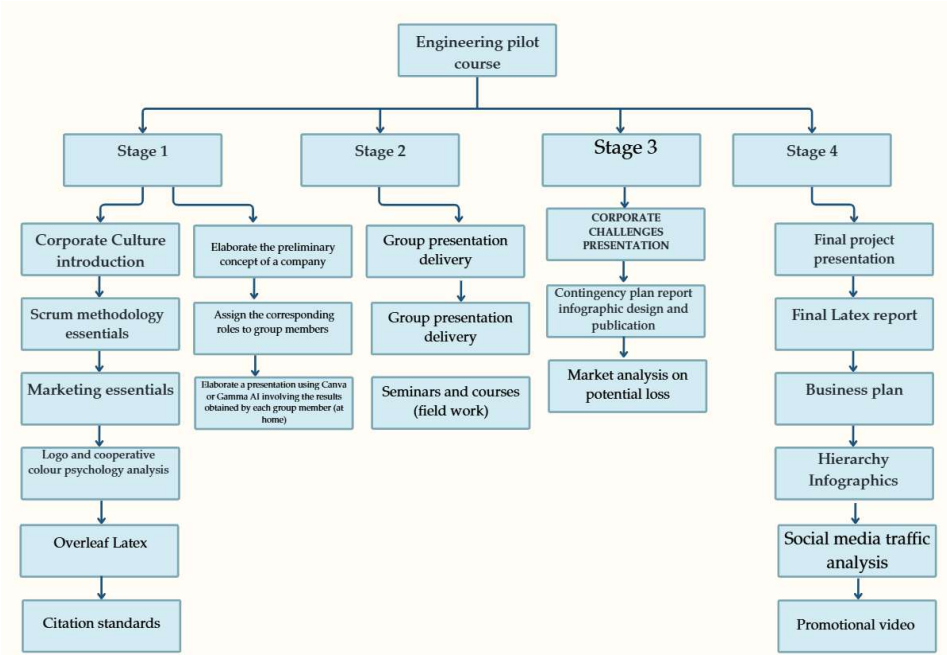 Engineering pilot
course
Stage 1
Stage 2
Stage 3
Stage 4
Corporate Culture
introduction
Scrum methodology
essentials
Marketing essentials
Logo and cooperative
colour psychology analysis
Overleaf Latex
Citation standards
Elaborate the preliminary
concept of a company
Assign the corresponding
roles to group members
Elaborate a presentation using Canva
or Gamma AI involving the results
obtained by each group member (at
home)
Group presentation
delivery
Group presentation
delivery
Seminars and courses
(field work)
CORPORATE
CHALLENGES
PRESENTATION
Contingency plan report
infographic design and
publication
Market analysis on
potential loss
Final project
presentation
Final Latex report
Business plan
Hierarchy
Infographics
Social media traffic
analysis
Promotional video